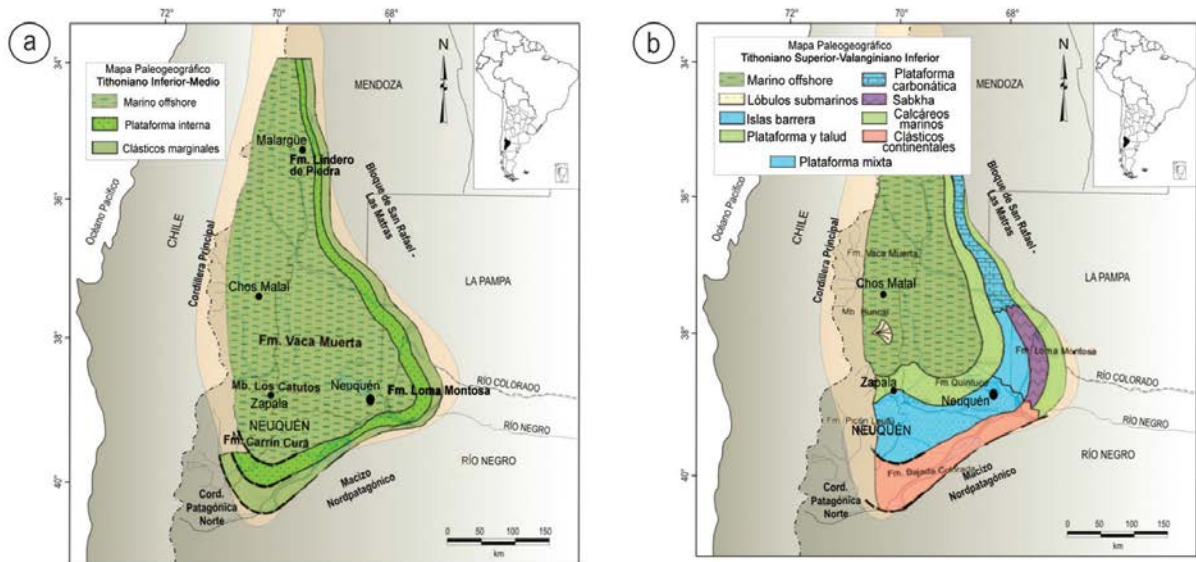 a
72°
70°
68°
34°
36°
38°
40°
Mapa Paleogeográfico
Tithoniano Inferior-Medio
Marino offshore
Plataforma interna
Clásticos marginales
N
MENDOZA
Océano Pacífico
CHILE
Cordillera Principal
Malargüe
Fm. Lindero
de Piedra
Bloque de San Rafael -
Las Matras
LA PAMPA
Chos Malal
Fm. Vaca Muerta
Mb. Los Catutos
Zapala
Neuquén
Fm. Loma Montosa
RÍO COLORADO
NEUQUÉN
Fm. Carrín Curá
RÍO NEGRO
RÍO NEGRO
Macizo
Nordpatagónico
Cord.
Patagónica
Norte
0 50 100 150
km
b
72°
70°
68°
34°
36°
38°
40°
Mapa Paleogeográfico
Tithoniano Superior-Valanginiano Inferior
Marino offshore
Lóbulos submarinos
Islas barrera
Plataforma y talud
Plataforma
carbonática
Sabkha
Calcáreos
marinos
Clásticos
continentales
Plataforma mixta
N
MENDOZA
Océano Pacífico
CHILE
Cordillera Principal
Bloque de San Rafael -
Las Matras
LA PAMPA
Fm. Vaca Muerta
Chos Malal
Mb. Huncal
Fm. Loma Montosa
RÍO COLORADO
Zapala
Fm. Quintuco
Neuquén
Fm. Picún Leufú
NEUQUÉN
RÍO NEGRO
RÍO NEGRO
Fm. Bajada Colorada
Macizo
Nordpatagónico
Cord.
Patagónica
Norte
0 50 100 150
km